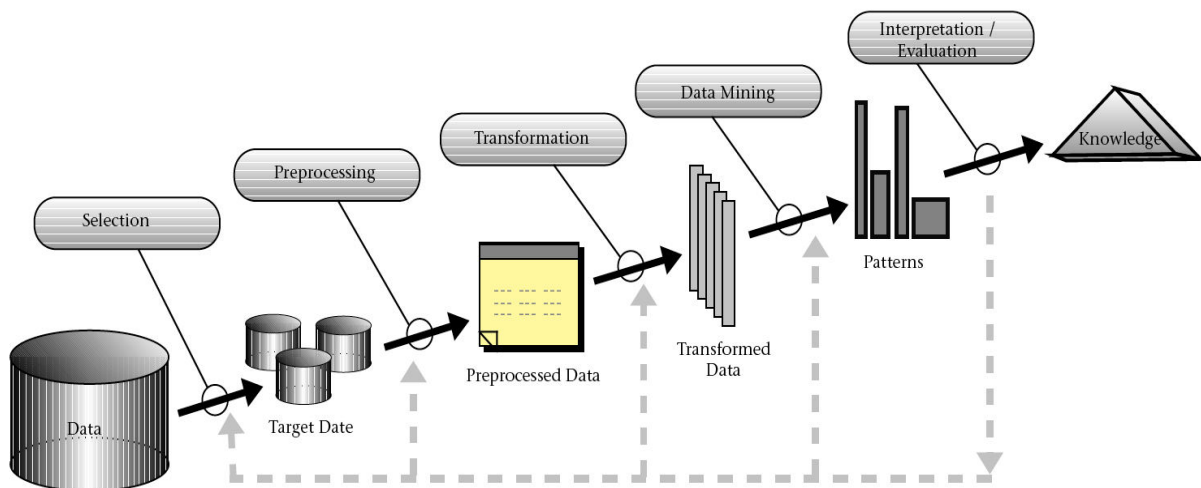 Interpretation /
Evaluation
Data Mining
Transformation
Preprocessing
Selection
Data
Target Date
Preprocessed Data
Transformed
Data
Patterns
Knowledge